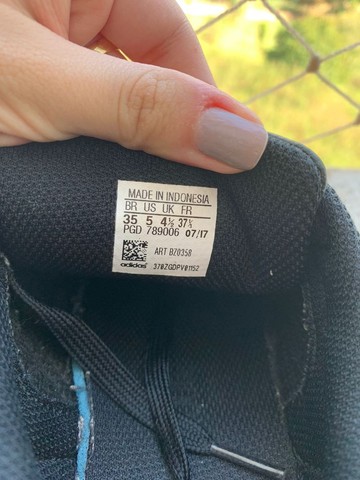 MADE IN INDONESIA
BR US UK FR
35 5 4½ 37⅓
PGD 789006 07/17
ART BZ0358
adidas 370ZGDPV01152